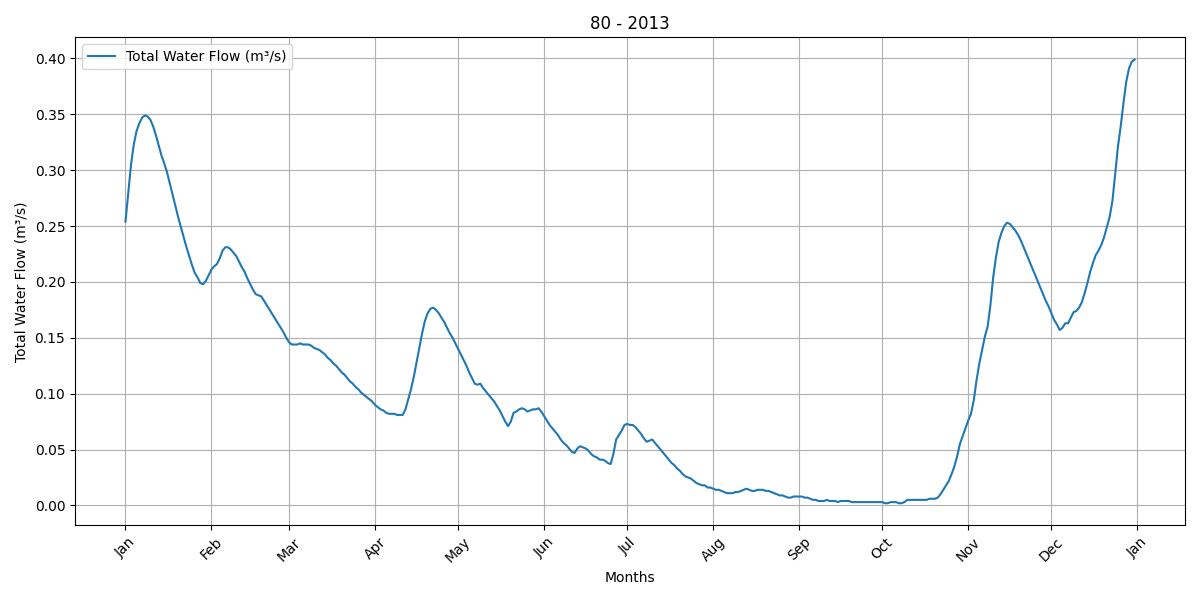 80 - 2013
Total Water Flow (m³/s)
Total Water Flow (m³/s)
0.40
0.35
0.30
0.25
0.20
0.15
0.10
0.05
0.00
Jan Feb Mar Apr May Jun Jul Aug Sep Oct Nov Dec Jan
Months